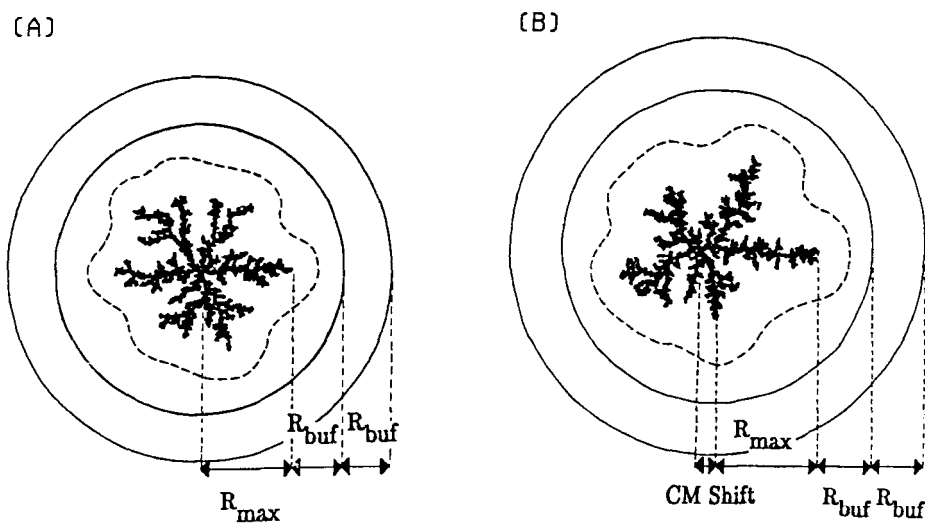 (A)
R_buf R_buf
R_max
(B)
R_max
CM Shift R_buf R_buf